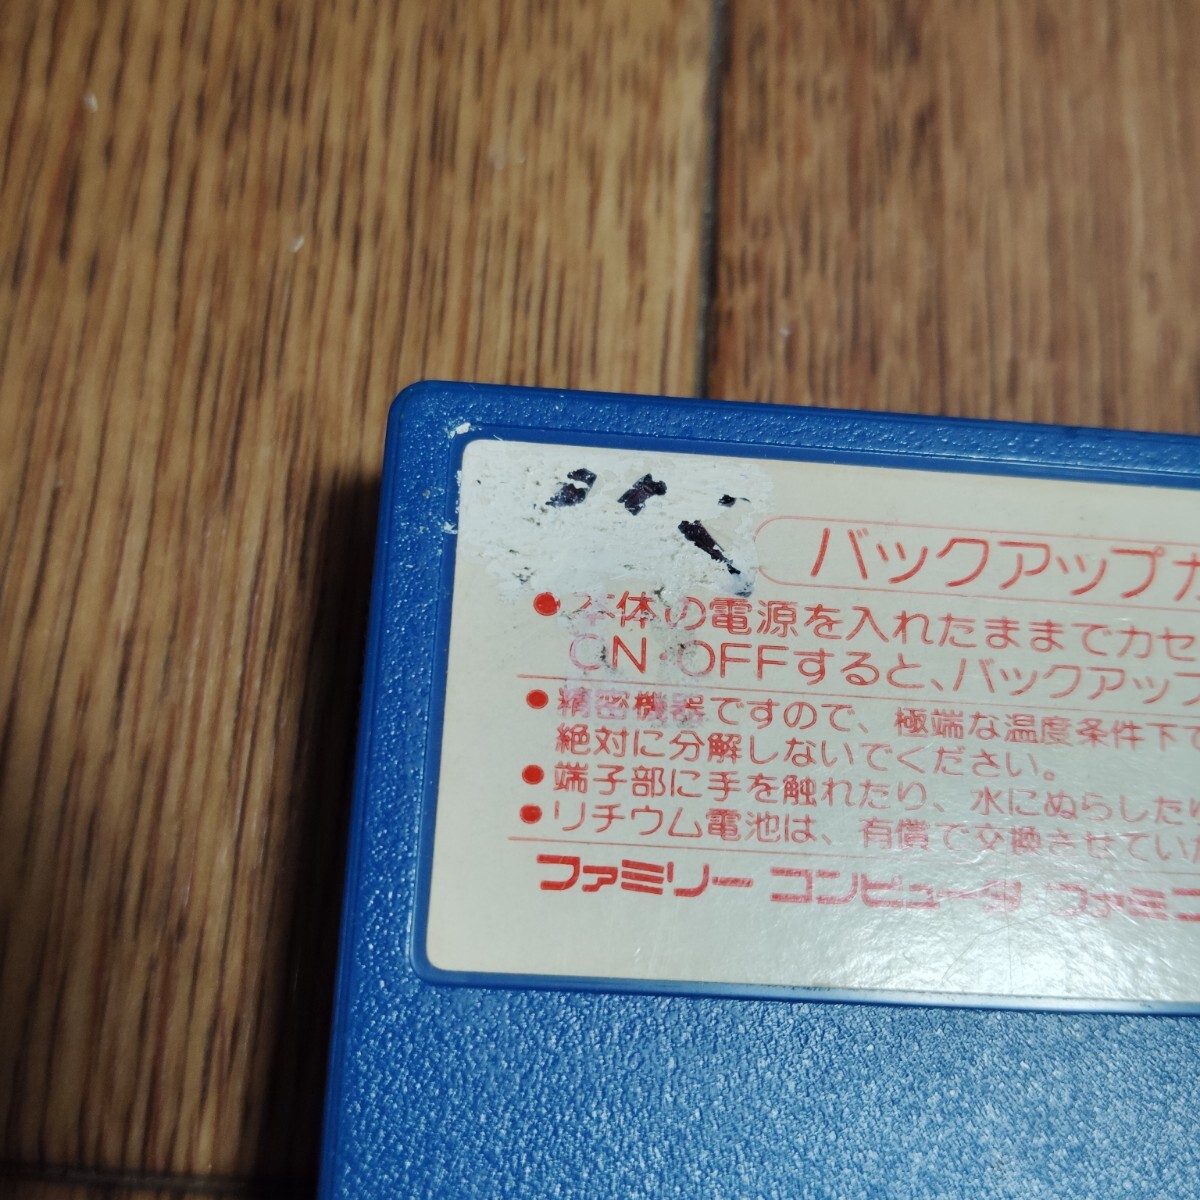 バックアップカ
●本体の電源を入れたままでカセ
ON・OFFすると、バックアップ
●精密機器ですので、極端な温度条件下で
絶対に分解しないでください。
●端子部に手を触れたり、水にぬらしたり
●リチウム電池は、有償で交換させていた
ファミリーコンピュータ ファミコ